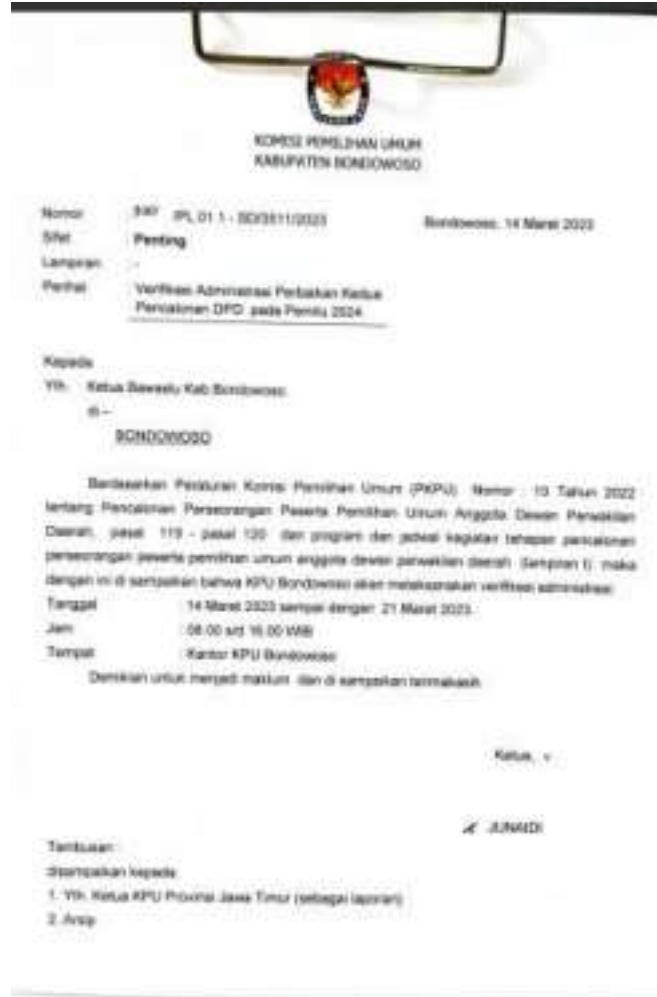 KOMISI PEMILIHAN UMUM
KABUPATEN BONDOWOSO
Nomor : /PL.01.1 - SD/3511/2023 Bondowoso, 14 Maret 2023
Sifat : Penting
Lampiran : -
Perihal : Verifikasi Administrasi Perbaikan Kedua
Pencalonan DPD pada Pemilu 2024
Kepada
Yth. Ketua Bawaslu Kab Bondowoso
di –
BONDOWOSO
Berdasarkan Peraturan Komisi Pemilihan Umum (PKPU) Nomor : 10 Tahun 2022
tentang Pencalonan Perseorangan Peserta Pemilihan Umum Anggota Dewan Perwakilan
Daerah, pasal 119 - pasal 120 dan program dan jadwal kegiatan tahapan pencalonan
perseorangan peserta pemilihan umum anggota dewan perwakilan daerah (lampiran I) maka
dengan ini di sampaikan bahwa KPU Bondowoso akan melaksanakan verifikasi administrasi:
Tanggal : 14 Maret 2023 sampai dengan 21 Maret 2023
Jam : 08.00 s/d 16.00 WIB
Tempat : Kantor KPU Bondowoso
Demikian untuk menjadi maklum dan di sampaikan terimakasih.
Ketua,
JUNAIDI
Tembusan :
disampaikan kepada
1. Yth. Ketua KPU Provinsi Jawa Timur (sebagai laporan)
2. Arsip